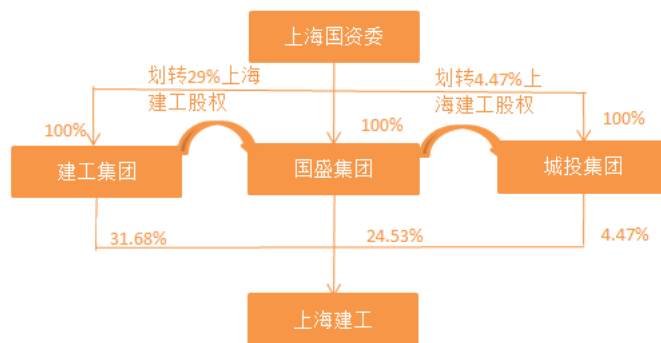 上海国资委
划转29%上海
建工股权
划转4.47%上
海建工股权
100%
100%
100%
建工集团
国盛集团
城投集团
31.68%
24.53%
4.47%
上海建工